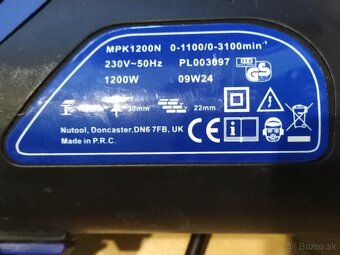 MPK1200N 0-1100/0-3100min⁻¹
230V~50Hz PL003697
1200W 09W24
30mm 22mm
Nutool, Doncaster, DN6 7FB, UK
Made in P.R.C.
CE
Bazos.sk